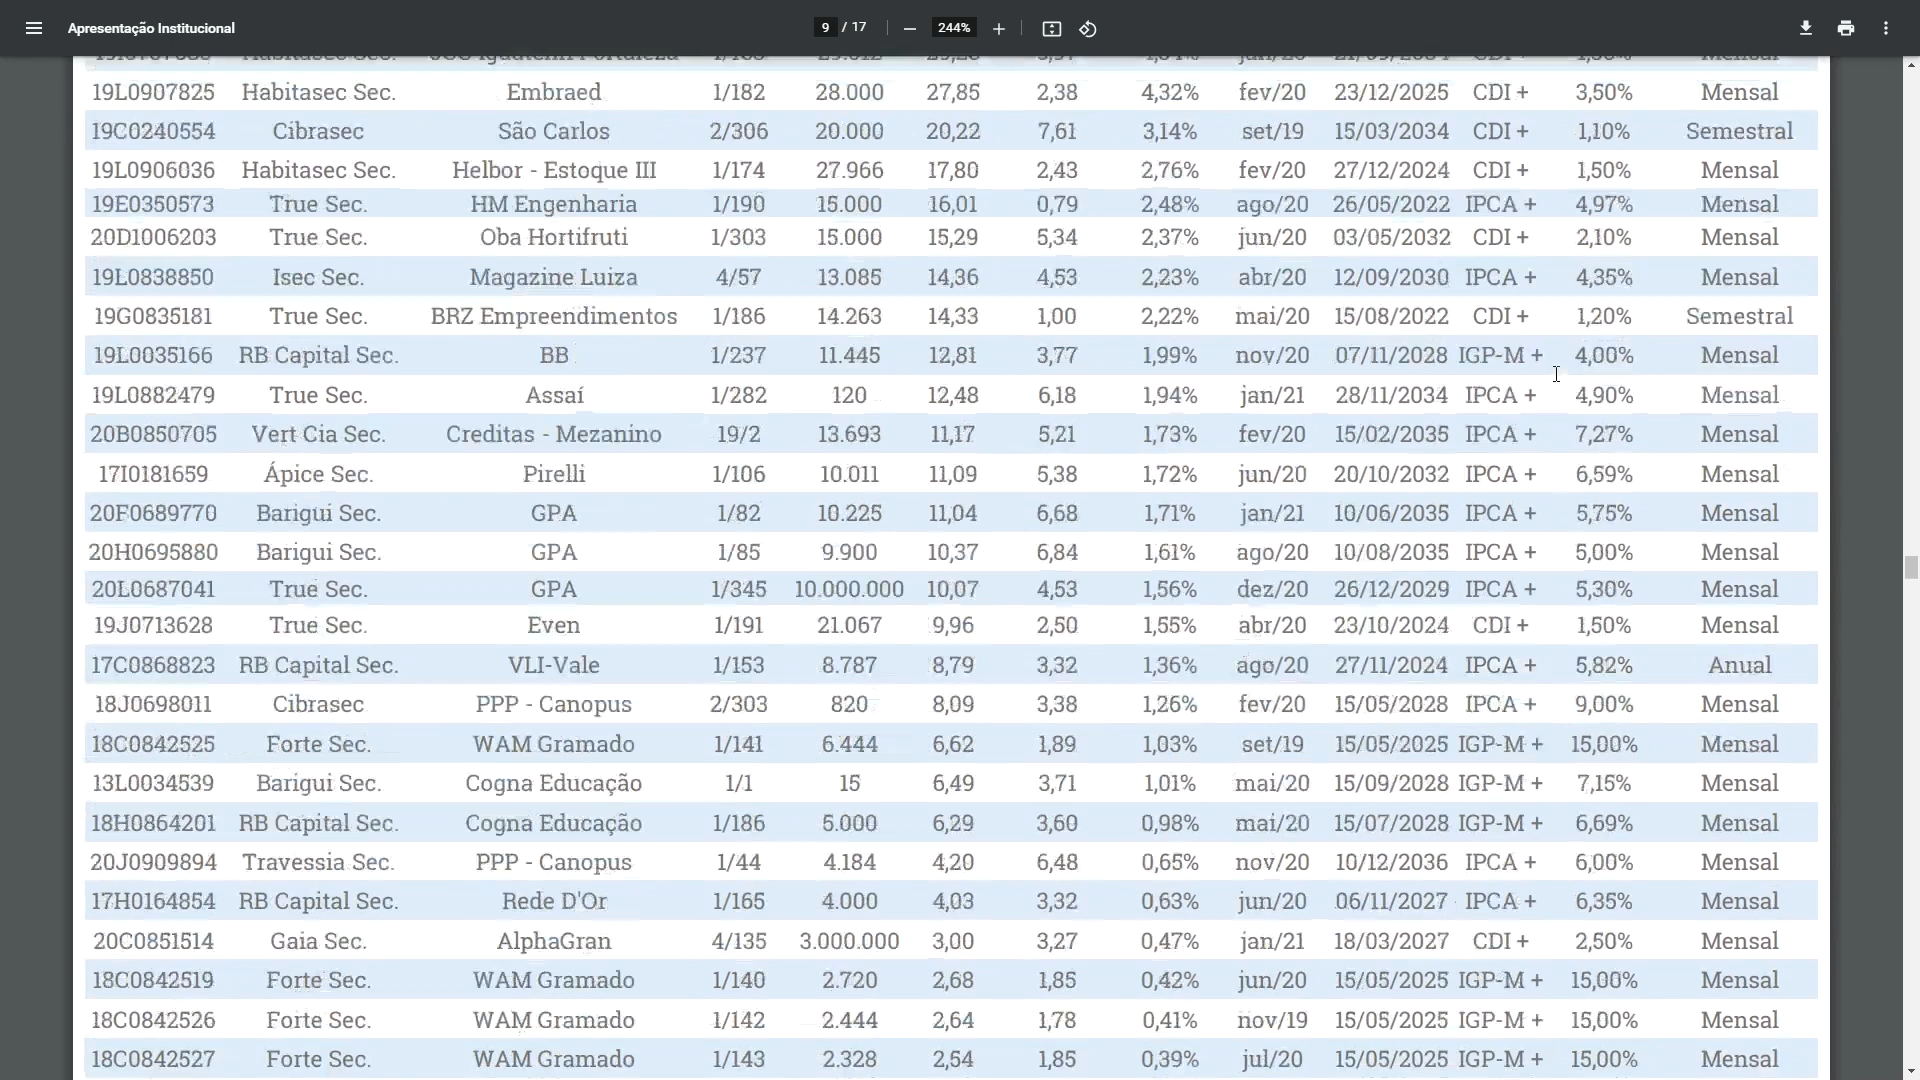 Apresentação Institucional 9 / 17 244%
19L0907825 Habitasec Sec. Embraed 1/182 28.000 27,85 2,38 4,32% fev/20 23/12/2025 CDI + 3,50% Mensal
19C0240554 Cibrasec São Carlos 2/306 20.000 20,22 7,61 3,14% set/19 15/03/2034 CDI + 1,10% Semestral
19L0906036 Habitasec Sec. Helbor - Estoque III 1/174 27.966 17,80 2,43 2,76% fev/20 27/12/2024 CDI + 1,50% Mensal
19E0350573 True Sec. HM Engenharia 1/190 15.000 16,01 0,79 2,48% ago/20 26/05/2022 IPCA + 4,97% Mensal
20D1006203 True Sec. Oba Hortifruti 1/303 15.000 15,29 5,34 2,37% jun/20 03/05/2032 CDI + 2,10% Mensal
19L0838850 Isec Sec. Magazine Luiza 4/57 13.085 14,36 4,53 2,23% abr/20 12/09/2030 IPCA + 4,35% Mensal
19G0835181 True Sec. BRZ Empreendimentos 1/186 14.263 14,33 1,00 2,22% mai/20 15/08/2022 CDI + 1,20% Semestral
19L0035166 RB Capital Sec. BB 1/237 11.445 12,81 3,77 1,99% nov/20 07/11/2028 IGP-M + 4,00% Mensal
19L0882479 True Sec. Assaí 1/282 120 12,48 6,18 1,94% jan/21 28/11/2034 IPCA + 4,90% Mensal
20B0850705 Vert Cia Sec. Creditas - Mezanino 19/2 13.693 11,17 5,21 1,73% fev/20 15/02/2035 IPCA + 7,27% Mensal
17I0181659 Ápice Sec. Pirelli 1/106 10.011 11,09 5,38 1,72% jun/20 20/10/2032 IPCA + 6,59% Mensal
20F0689770 Barigui Sec. GPA 1/82 10.225 11,04 6,68 1,71% jan/21 10/06/2035 IPCA + 5,75% Mensal
20H0695880 Barigui Sec. GPA 1/85 9.900 10,37 6,84 1,61% ago/20 10/08/2035 IPCA + 5,00% Mensal
20L0687041 True Sec. GPA 1/345 10.000.000 10,07 4,53 1,56% dez/20 26/12/2029 IPCA + 5,30% Mensal
19J0713628 True Sec. Even 1/191 21.067 9,96 2,50 1,55% abr/20 23/10/2024 CDI + 1,50% Mensal
17C0868823 RB Capital Sec. VLI-Vale 1/153 8.787 8,79 3,32 1,36% ago/20 27/11/2024 IPCA + 5,82% Anual
18J0698011 Cibrasec PPP - Canopus 2/303 820 8,09 3,38 1,26% fev/20 15/05/2028 IPCA + 9,00% Mensal
18C0842525 Forte Sec. WAM Gramado 1/141 6.444 6,62 1,89 1,03% set/19 15/05/2025 IGP-M + 15,00% Mensal
13L0034539 Barigui Sec. Cogna Educação 1/1 15 6,49 3,71 1,01% mai/20 15/09/2028 IGP-M + 7,15% Mensal
18H0864201 RB Capital Sec. Cogna Educação 1/186 5.000 6,29 3,60 0,98% mai/20 15/07/2028 IGP-M + 6,69% Mensal
20J0909894 Travessia Sec. PPP - Canopus 1/44 4.184 4,20 6,48 0,65% nov/20 10/12/2036 IPCA + 6,00% Mensal
17H0164854 RB Capital Sec. Rede D'Or 1/165 4.000 4,03 3,32 0,63% jun/20 06/11/2027 IPCA + 6,35% Mensal
20C0851514 Gaia Sec. AlphaGran 4/135 3.000.000 3,00 3,27 0,47% jan/21 18/03/2027 CDI + 2,50% Mensal
18C0842519 Forte Sec. WAM Gramado 1/140 2.720 2,68 1,85 0,42% jun/20 15/05/2025 IGP-M + 15,00% Mensal
18C0842526 Forte Sec. WAM Gramado 1/142 2.444 2,64 1,78 0,41% nov/19 15/05/2025 IGP-M + 15,00% Mensal
18C0842527 Forte Sec. WAM Gramado 1/143 2.328 2,54 1,85 0,39% jul/20 15/05/2025 IGP-M + 15,00% Mensal